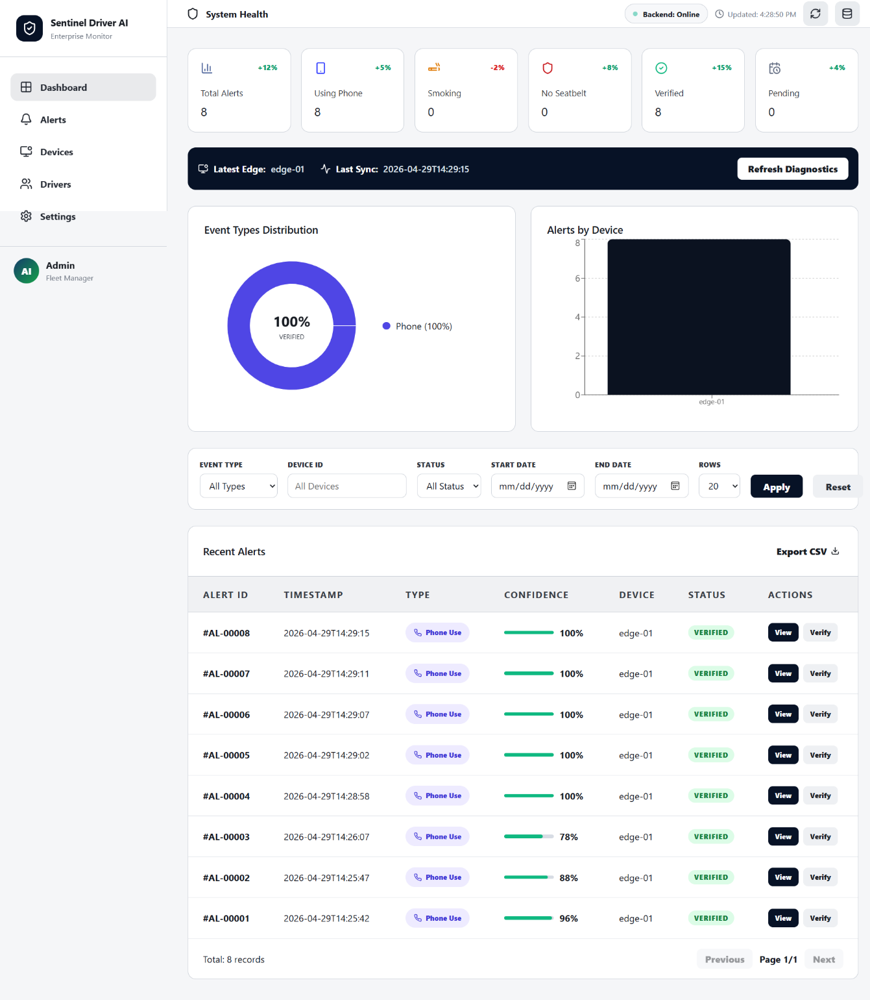 Sentinel Driver AI
Enterprise Monitor
Dashboard
Alerts
Devices
Drivers
Settings
AI
Admin
Fleet Manager
System Health
Backend: Online
Updated: 4:28:50 PM
+12%
Total Alerts
8
+5%
Using Phone
8
-2%
Smoking
0
+8%
No Seatbelt
0
+15%
Verified
8
+4%
Pending
0
Latest Edge: edge-01
Last Sync: 2026-04-29T14:29:15
Refresh Diagnostics
Event Types Distribution
100%
VERIFIED
Phone (100%)
Alerts by Device
8
6
4
2
0
edge-01
EVENT TYPE
All Types
DEVICE ID
All Devices
STATUS
All Status
START DATE
mm/dd/yyyy
END DATE
mm/dd/yyyy
ROWS
20
Apply
Reset
Recent Alerts
Export CSV
ALERT ID TIMESTAMP TYPE CONFIDENCE DEVICE STATUS ACTIONS
#AL-00008 2026-04-29T14:29:15 Phone Use 100% edge-01 VERIFIED View Verify
#AL-00007 2026-04-29T14:29:11 Phone Use 100% edge-01 VERIFIED View Verify
#AL-00006 2026-04-29T14:29:07 Phone Use 100% edge-01 VERIFIED View Verify
#AL-00005 2026-04-29T14:29:02 Phone Use 100% edge-01 VERIFIED View Verify
#AL-00004 2026-04-29T14:28:58 Phone Use 100% edge-01 VERIFIED View Verify
#AL-00003 2026-04-29T14:26:07 Phone Use 78% edge-01 VERIFIED View Verify
#AL-00002 2026-04-29T14:25:47 Phone Use 88% edge-01 VERIFIED View Verify
#AL-00001 2026-04-29T14:25:42 Phone Use 96% edge-01 VERIFIED View Verify
Total: 8 records
Previous Page 1/1 Next